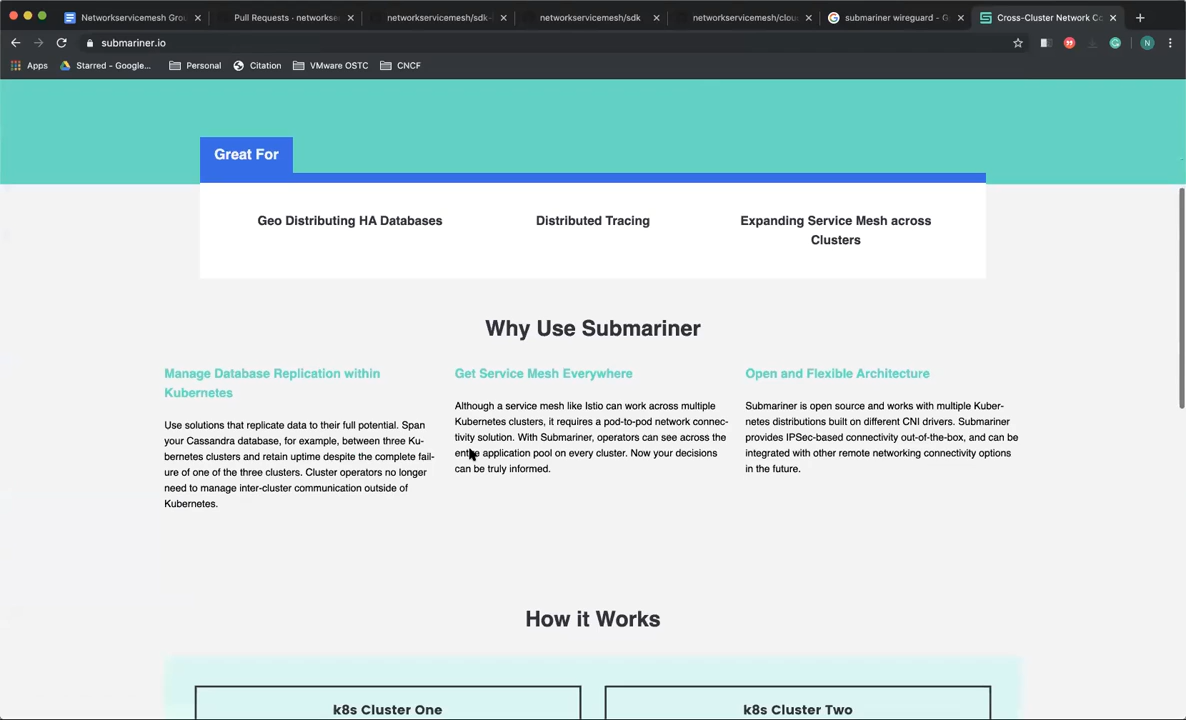 Networkservicemesh Gro
Pull Requests · networkse
networkservicemesh/sdk-
networkservicemesh/sdk
networkservicemesh/clou
submariner wireguard - G
Cross-Cluster Network Co
submariner.io
Apps
Starred - Google...
Personal
Citation
VMware OSTC
CNCF
N
Great For
Geo Distributing HA Databases
Distributed Tracing
Expanding Service Mesh across
Clusters
Why Use Submariner
Manage Database Replication within
Kubernetes
Use solutions that replicate data to their full potential. Span
your Cassandra database, for example, between three Ku-
bernetes clusters and retain uptime despite the complete fail-
ure of one of the three clusters. Cluster operators no longer
need to manage inter-cluster communication outside of
Kubernetes.
Get Service Mesh Everywhere
Although a service mesh like Istio can work across multiple
Kubernetes clusters, it requires a pod-to-pod network connec-
tivity solution. With Submariner, operators can see across the
entire application pool on every cluster. Now your decisions
can be truly informed.
Open and Flexible Architecture
Submariner is open source and works with multiple Kuber-
netes distributions built on different CNI drivers. Submariner
provides IPSec-based connectivity out-of-the-box, and can be
integrated with other remote networking connectivity options
in the future.
How it Works
k8s Cluster One
k8s Cluster Two